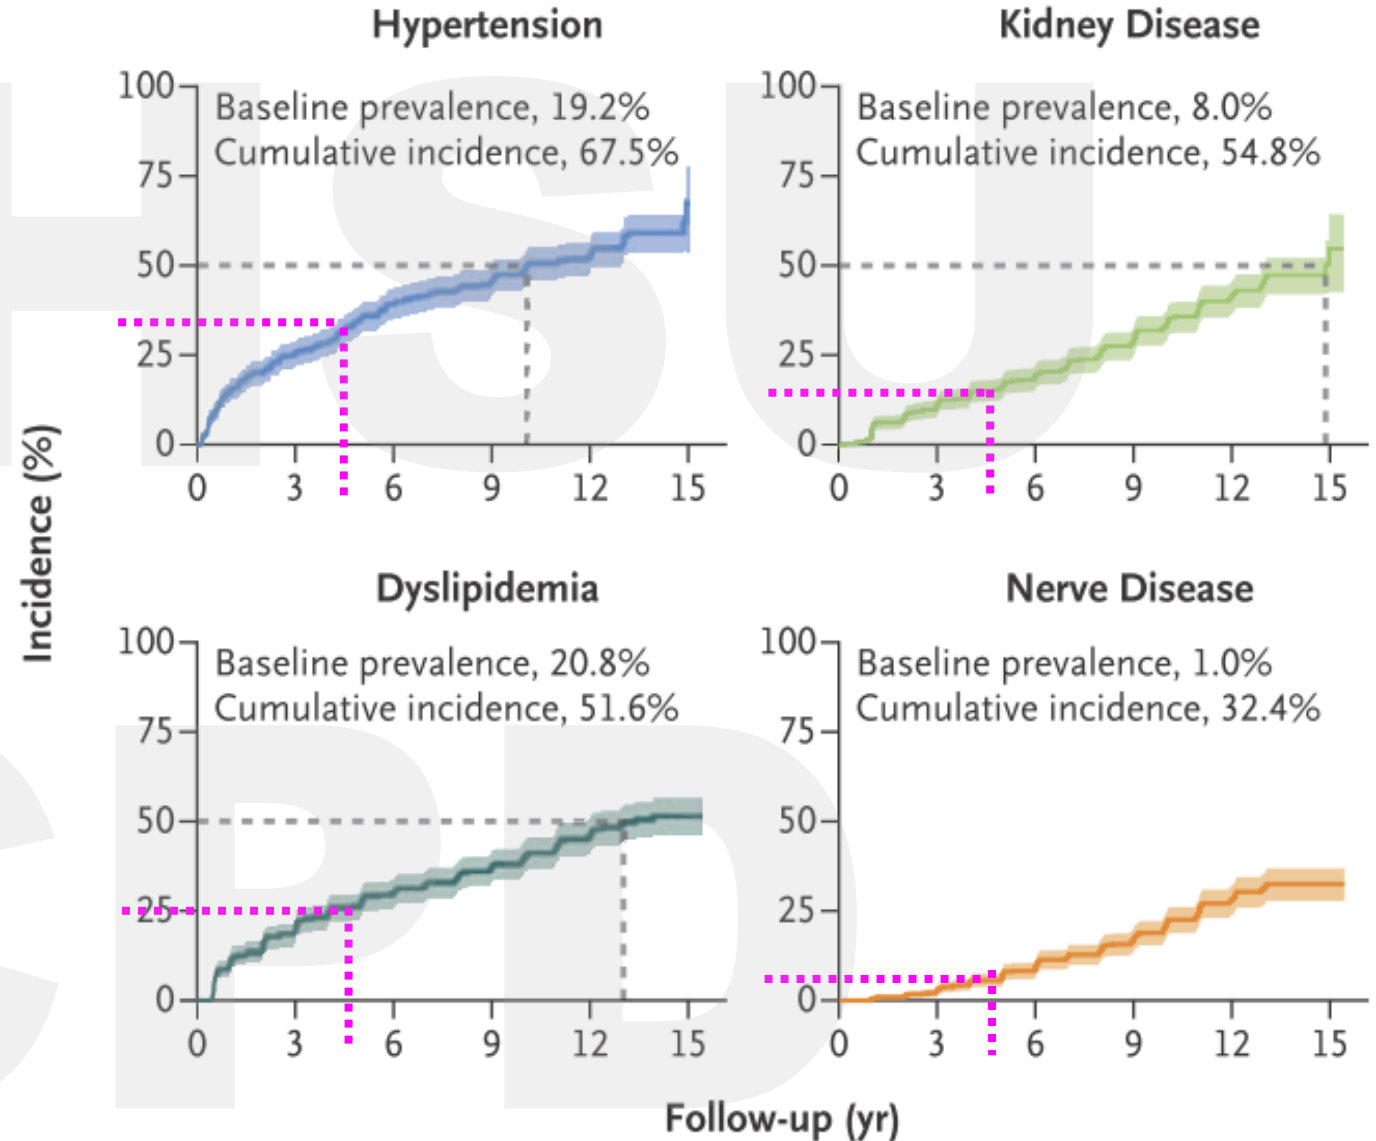 Hypertension
100
75
50
25
0
Baseline prevalence, 19.2%
Cumulative incidence, 67.5%
0 3 6 9 12 15
Kidney Disease
100
75
50
25
0
Baseline prevalence, 8.0%
Cumulative incidence, 54.8%
0 3 6 9 12 15
Incidence (%)
Dyslipidemia
100
75
50
25
0
Baseline prevalence, 20.8%
Cumulative incidence, 51.6%
0 3 6 9 12 15
Nerve Disease
100
75
50
25
0
Baseline prevalence, 1.0%
Cumulative incidence, 32.4%
0 3 6 9 12 15
Follow-up (yr)
HSU
CPD